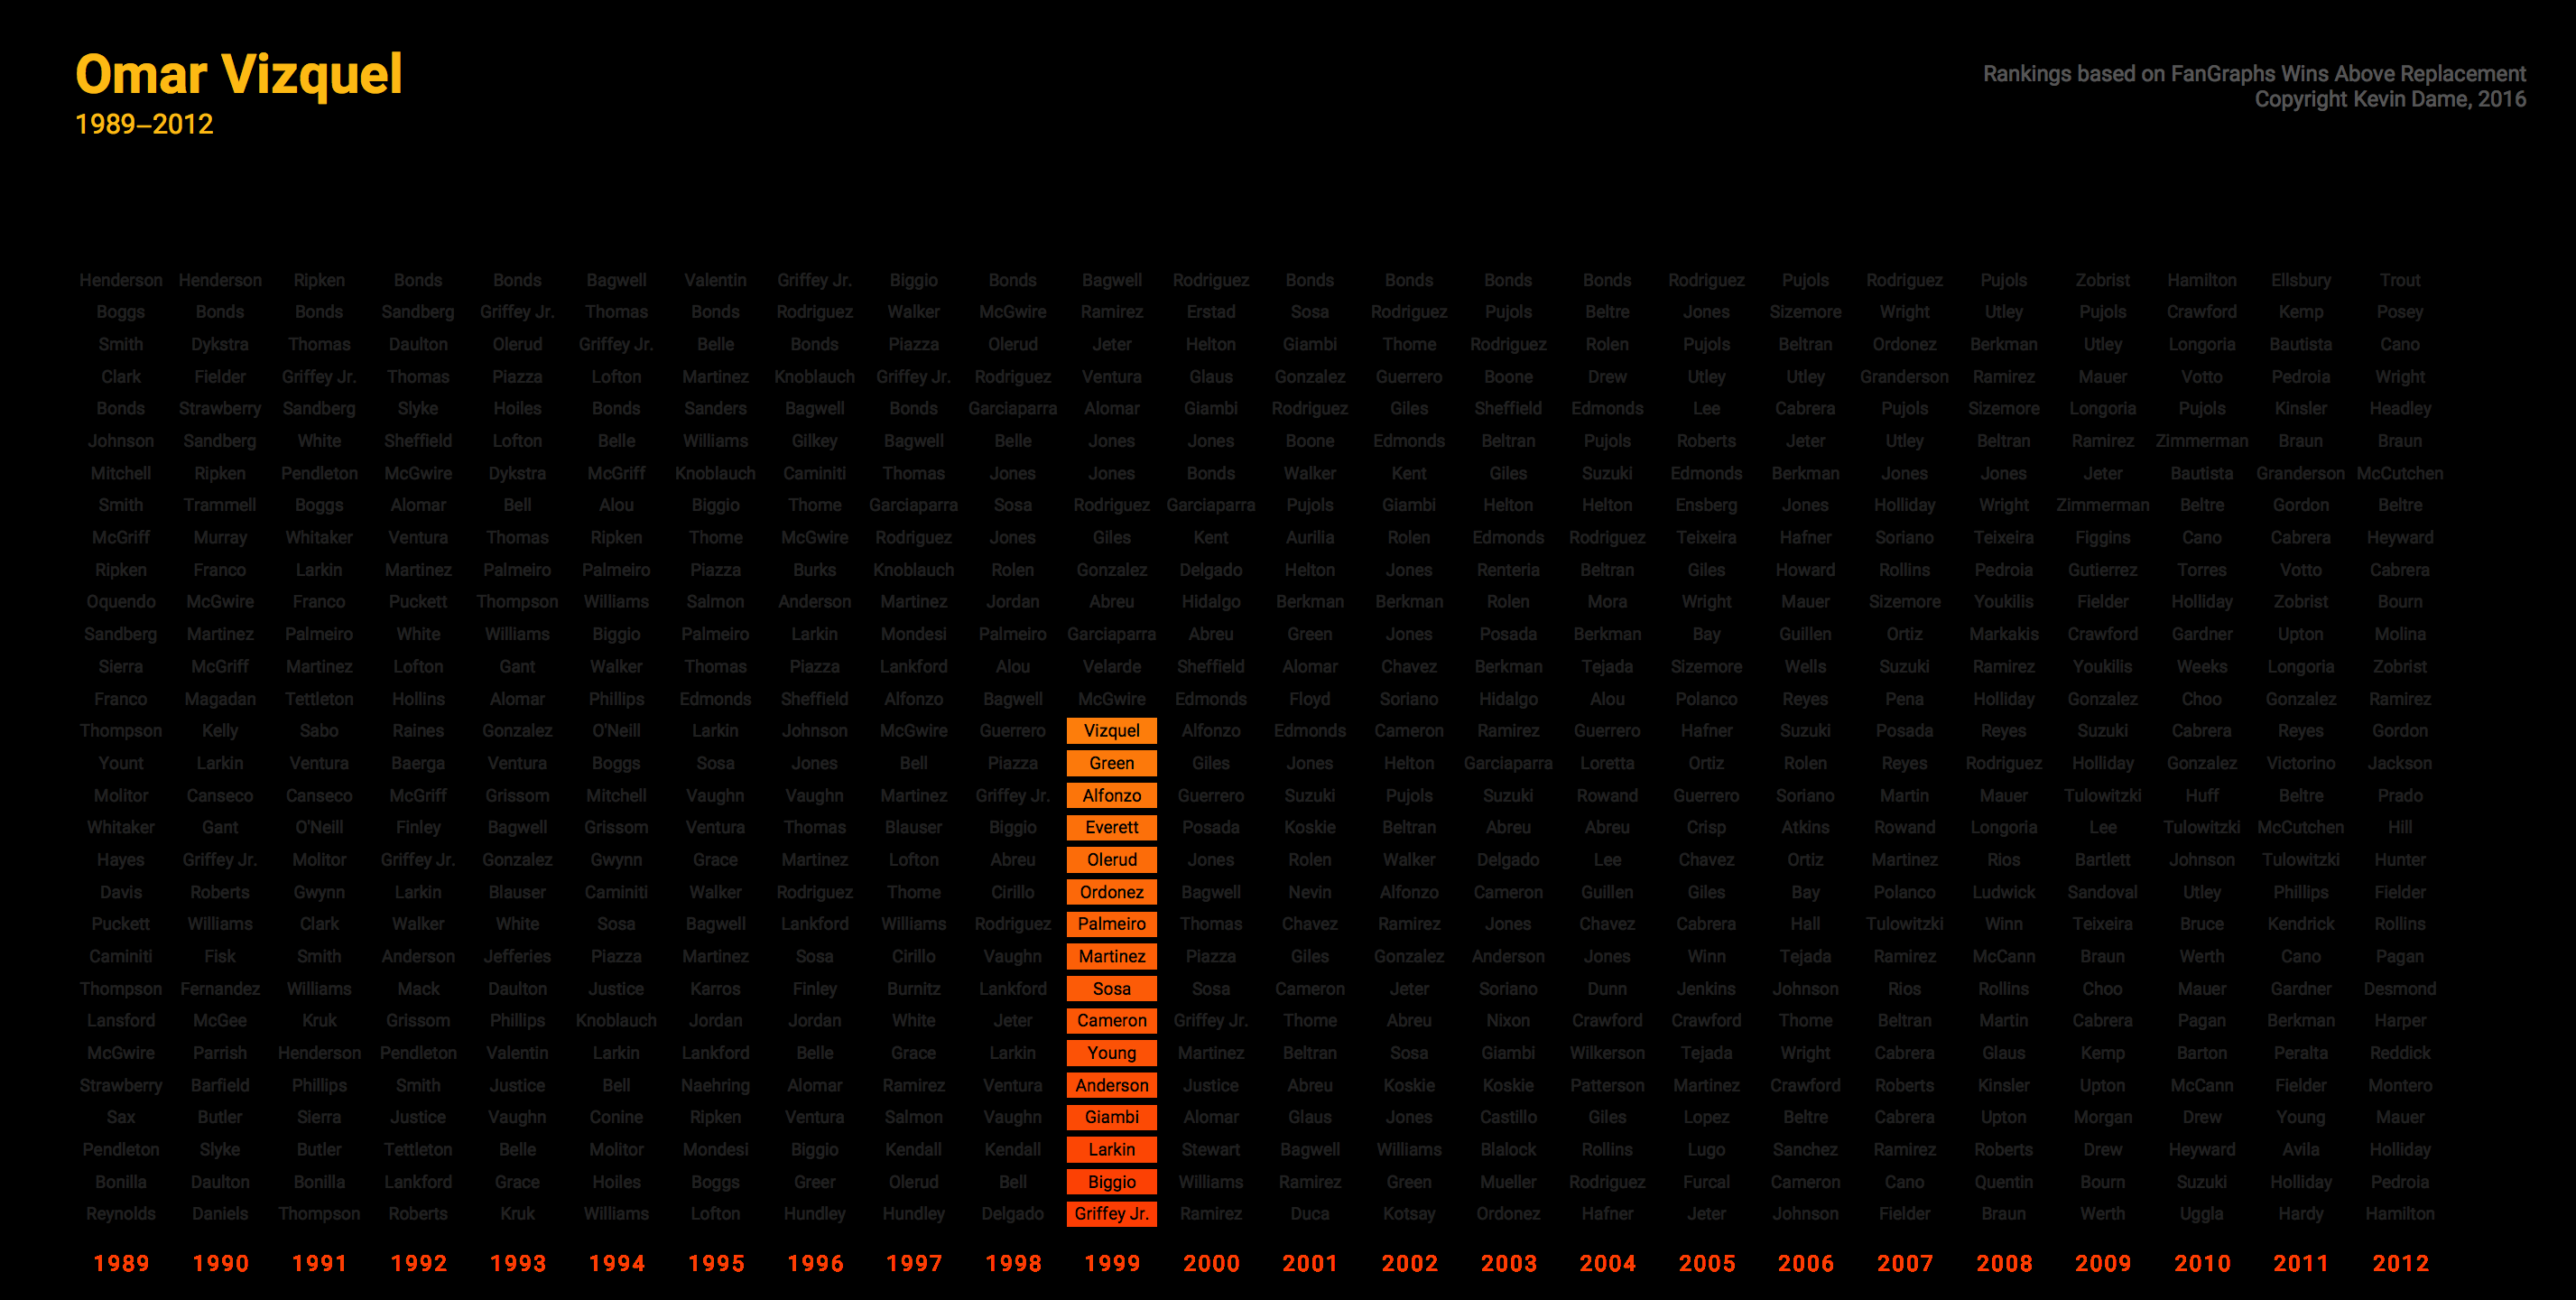 Omar Vizquel
1989–2012
Rankings based on FanGraphs Wins Above Replacement
Copyright Kevin Dame, 2016
Henderson Henderson Ripken Bonds Bonds Bagwell Valentin Griffey Jr. Biggio Bonds Bagwell Rodriguez Bonds Bonds Bonds Bonds Rodriguez Pujols Rodriguez Pujols Zobrist Hamilton Ellsbury Trout
Boggs Bonds Bonds Sandberg Griffey Jr. Thomas Bonds Rodriguez Walker McGwire Ramirez Erstad Sosa Rodriguez Pujols Beltre Jones Sizemore Wright Utley Pujols Crawford Kemp Posey
Smith Dykstra Thomas Daulton Olerud Griffey Jr. Belle Bonds Piazza Olerud Jeter Helton Giambi Thome Rodriguez Rolen Pujols Beltran Ordonez Berkman Utley Longoria Bautista Cano
Clark Fielder Griffey Jr. Thomas Piazza Lofton Martinez Knoblauch Griffey Jr. Rodriguez Ventura Glaus Gonzalez Guerrero Boone Drew Utley Utley Granderson Ramirez Mauer Votto Pedroia Wright
Bonds Strawberry Sandberg Slyke Hoiles Bonds Sanders Bagwell Bonds Garciaparra Alomar Giambi Rodriguez Giles Sheffield Edmonds Lee Cabrera Pujols Sizemore Longoria Pujols Kinsler Headley
Johnson Sandberg White Sheffield Lofton Belle Williams Gilkey Bagwell Belle Jones Jones Boone Edmonds Beltran Pujols Roberts Jeter Utley Beltran Ramirez Zimmerman Braun Braun
Mitchell Ripken Pendleton McGwire Dykstra McGriff Knoblauch Caminiti Thomas Jones Jones Bonds Walker Kent Giles Suzuki Edmonds Berkman Jones Jones Jeter Bautista Granderson McCutchen
Smith Trammell Boggs Alomar Bell Alou Biggio Thome Garciaparra Sosa Rodriguez Garciaparra Pujols Giambi Helton Helton Ensberg Jones Holliday Wright Zimmerman Beltre Gordon Beltre
McGriff Murray Whitaker Ventura Thomas Ripken Thome McGwire Rodriguez Jones Giles Kent Aurilia Rolen Edmonds Rodriguez Teixeira Hafner Soriano Teixeira Figgins Cano Cabrera Heyward
Ripken Franco Larkin Martinez Palmeiro Palmeiro Piazza Burks Knoblauch Rolen Gonzalez Delgado Helton Jones Renteria Beltran Giles Howard Rollins Pedroia Gutierrez Torres Votto Cabrera
Oquendo McGwire Franco Puckett Thompson Williams Salmon Anderson Martinez Jordan Abreu Hidalgo Berkman Berkman Rolen Mora Wright Mauer Sizemore Youkilis Fielder Holliday Zobrist Bourn
Sandberg Martinez Palmeiro White Williams Biggio Palmeiro Larkin Mondesi Palmeiro Garciaparra Abreu Green Jones Posada Berkman Bay Guillen Ortiz Markakis Crawford Gardner Upton Molina
Sierra McGriff Martinez Lofton Gant Walker Thomas Piazza Lankford Alou Velarde Sheffield Alomar Chavez Berkman Tejada Sizemore Wells Suzuki Ramirez Youkilis Weeks Longoria Zobrist
Franco Magadan Tettleton Hollins Alomar Phillips Edmonds Sheffield Alfonzo Bagwell McGwire Edmonds Floyd Soriano Hidalgo Alou Polanco Reyes Pena Holliday Gonzalez Choo Gonzalez Ramirez
Thompson Kelly Sabo Raines Gonzalez O'Neill Larkin Johnson McGwire Guerrero Vizquel Alfonzo Edmonds Cameron Ramirez Guerrero Hafner Suzuki Posada Reyes Suzuki Cabrera Reyes Gordon
Yount Larkin Ventura Baerga Ventura Boggs Sosa Jones Bell Piazza Green Giles Jones Helton Garciaparra Loretta Ortiz Rolen Reyes Rodriguez Holliday Gonzalez Victorino Jackson
Molitor Canseco Canseco McGriff Grissom Mitchell Vaughn Vaughn Martinez Griffey Jr. Alfonzo Guerrero Suzuki Pujols Suzuki Rowand Guerrero Soriano Martin Mauer Tulowitzki Huff Beltre Prado
Whitaker Gant O'Neill Finley Bagwell Grissom Ventura Thomas Blauser Biggio Everett Posada Koskie Beltran Abreu Abreu Crisp Atkins Rowand Longoria Lee Tulowitzki McCutchen Hill
Hayes Griffey Jr. Molitor Griffey Jr. Gonzalez Gwynn Grace Martinez Lofton Abreu Olerud Jones Rolen Walker Delgado Lee Chavez Ortiz Martinez Rios Bartlett Johnson Tulowitzki Hunter
Davis Roberts Gwynn Larkin Blauser Caminiti Walker Rodriguez Thome Cirillo Ordonez Bagwell Nevin Alfonzo Cameron Guillen Giles Bay Polanco Ludwick Sandoval Utley Phillips Fielder
Puckett Williams Clark Walker White Sosa Bagwell Lankford Williams Rodriguez Palmeiro Thomas Chavez Ramirez Jones Chavez Cabrera Hall Tulowitzki Winn Teixeira Bruce Kendrick Rollins
Caminiti Fisk Smith Anderson Jefferies Piazza Martinez Sosa Cirillo Vaughn Martinez Piazza Giles Gonzalez Anderson Jones Winn Tejada Ramirez McCann Braun Werth Cano Pagan
Thompson Fernandez Williams Mack Daulton Justice Karros Finley Burnitz Lankford Sosa Sosa Cameron Jeter Soriano Dunn Jenkins Johnson Rios Rollins Choo Mauer Gardner Desmond
Lansford McGee Kruk Grissom Phillips Knoblauch Jordan Jordan White Jeter Cameron Griffey Jr. Thome Abreu Nixon Crawford Crawford Thome Beltran Martin Cabrera Pagan Berkman Harper
McGwire Parrish Henderson Pendleton Valentin Larkin Lankford Belle Grace Larkin Young Martinez Beltran Sosa Giambi Wilkerson Tejada Wright Cabrera Glaus Kemp Barton Peralta Reddick
Strawberry Barfield Phillips Smith Justice Bell Naehring Alomar Ramirez Ventura Anderson Justice Abreu Koskie Koskie Patterson Martinez Crawford Roberts Kinsler Upton McCann Fielder Montero
Sax Butler Sierra Justice Vaughn Conine Ripken Ventura Salmon Vaughn Giambi Alomar Glaus Jones Castillo Giles Lopez Beltre Cabrera Upton Morgan Drew Young Mauer
Pendleton Slyke Butler Tettleton Belle Molitor Mondesi Biggio Kendall Kendall Larkin Stewart Bagwell Williams Blalock Rollins Lugo Sanchez Ramirez Roberts Drew Heyward Avila Holliday
Bonilla Daulton Bonilla Lankford Grace Hoiles Boggs Greer Olerud Bell Biggio Williams Ramirez Green Mueller Rodriguez Furcal Cameron Cano Quentin Bourn Suzuki Holliday Pedroia
Reynolds Daniels Thompson Roberts Kruk Williams Lofton Hundley Hundley Delgado Griffey Jr. Ramirez Duca Kotsay Ordonez Hafner Jeter Johnson Fielder Braun Werth Uggla Hardy Hamilton
1989 1990 1991 1992 1993 1994 1995 1996 1997 1998 1999 2000 2001 2002 2003 2004 2005 2006 2007 2008 2009 2010 2011 2012